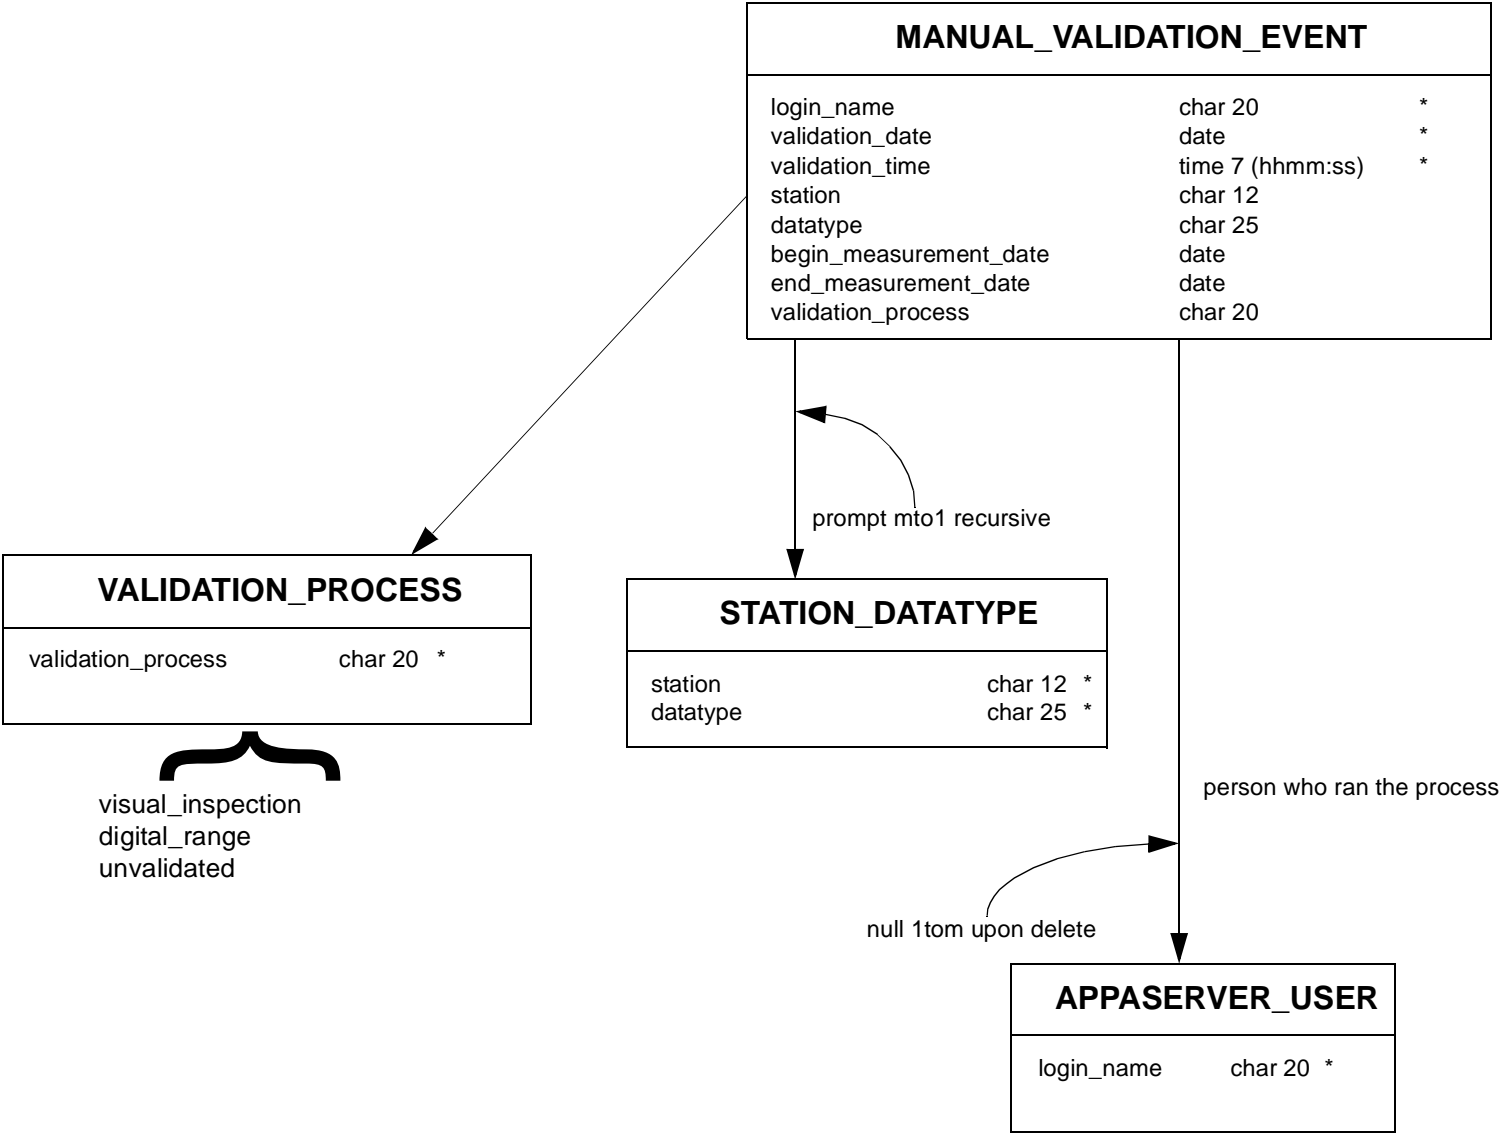 MANUAL_VALIDATION_EVENT
login_name char 20 *
validation_date date *
validation_time time 7 (hhmm:ss) *
station char 12
datatype char 25
begin_measurement_date date
end_measurement_date date
validation_process char 20
prompt mto1 recursive
VALIDATION_PROCESS
validation_process char 20 *
visual_inspection
digital_range
unvalidated
STATION_DATATYPE
station char 12 *
datatype char 25 *
person who ran the process
null 1tom upon delete
APPASERVER_USER
login_name char 20 *